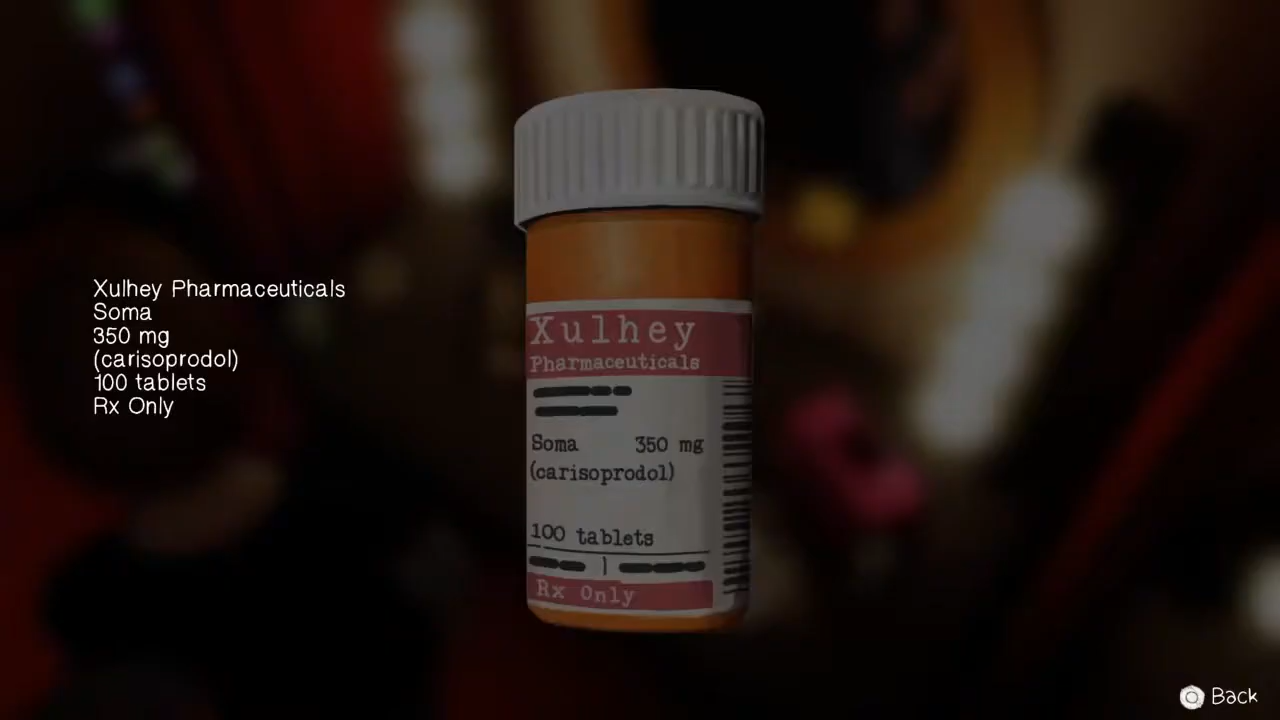 Xulhey Pharmaceuticals
Soma
350 mg
(carisoprodol)
100 tablets
Rx Only
Xulhey
Pharmaceuticals
Soma 350 mg
(carisoprodol)
100 tablets
Rx Only
Back